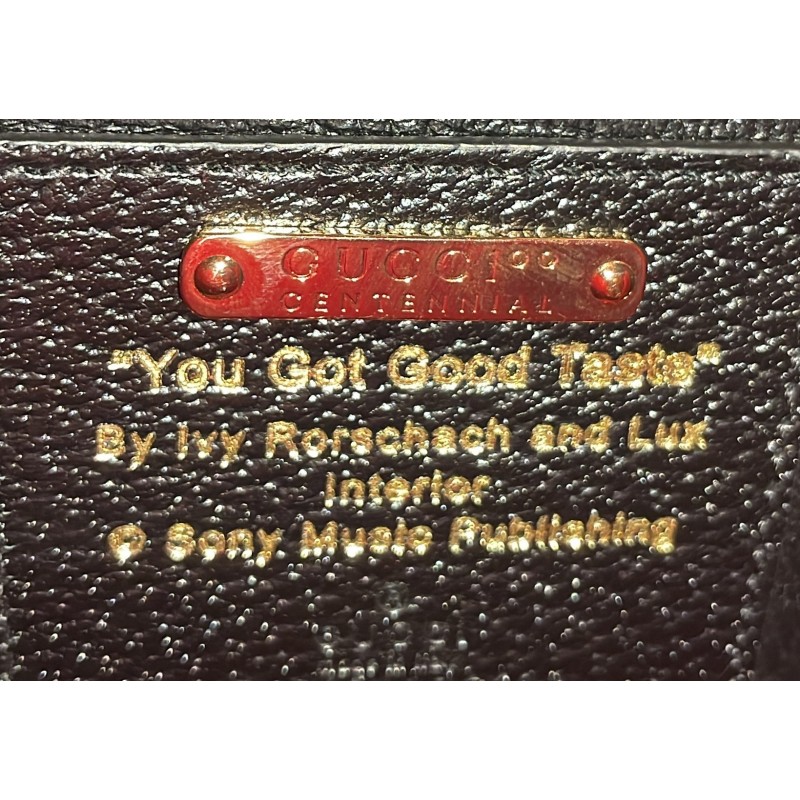 GUCCI¹⁰⁰
CENTENNIAL
""You Got Good Taste""
By Ivy Rorschach and Lux
Interior
© Sony Music Publishing